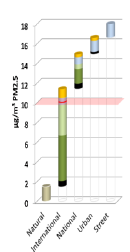 µg/m³ PM2.5
18
16
14
12
10
8
6
4
2
0
Natural
International
National
Urban
Street